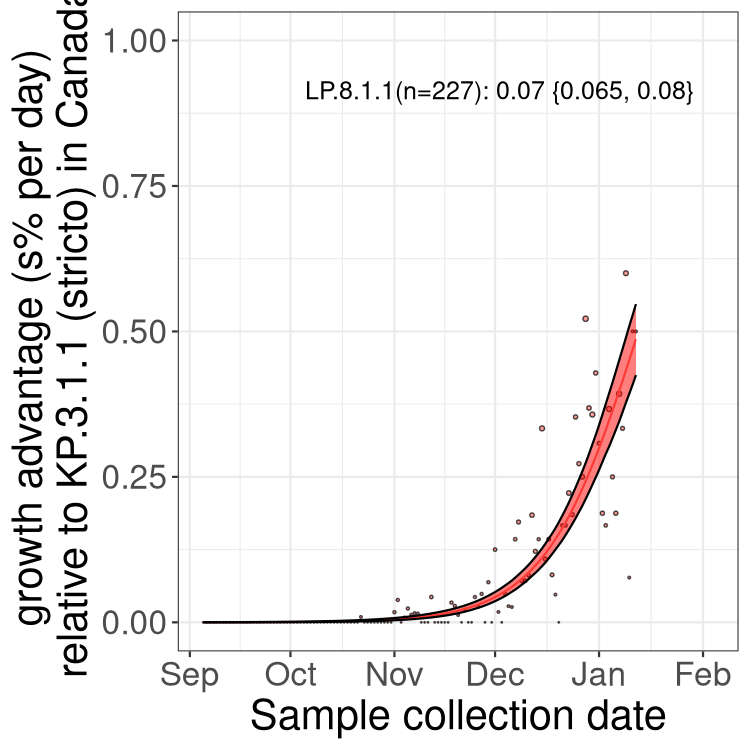 growth advantage (s% per day)
relative to KP.3.1.1 (stricto) in Canada
1.00
0.75
0.50
0.25
0.00
LP.8.1.1(n=227): 0.07 {0.065, 0.08}
Sep Oct Nov Dec Jan Feb
Sample collection date